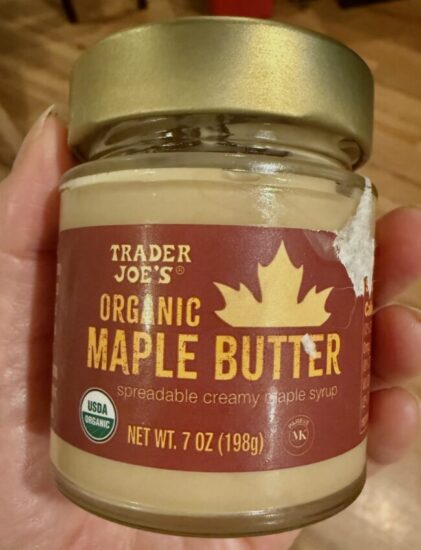 TRADER
JOE'S®
ORGANIC
MAPLE BUTTER
spreadable creamy maple syrup
USDA
ORGANIC
NET WT. 7 OZ (198g)